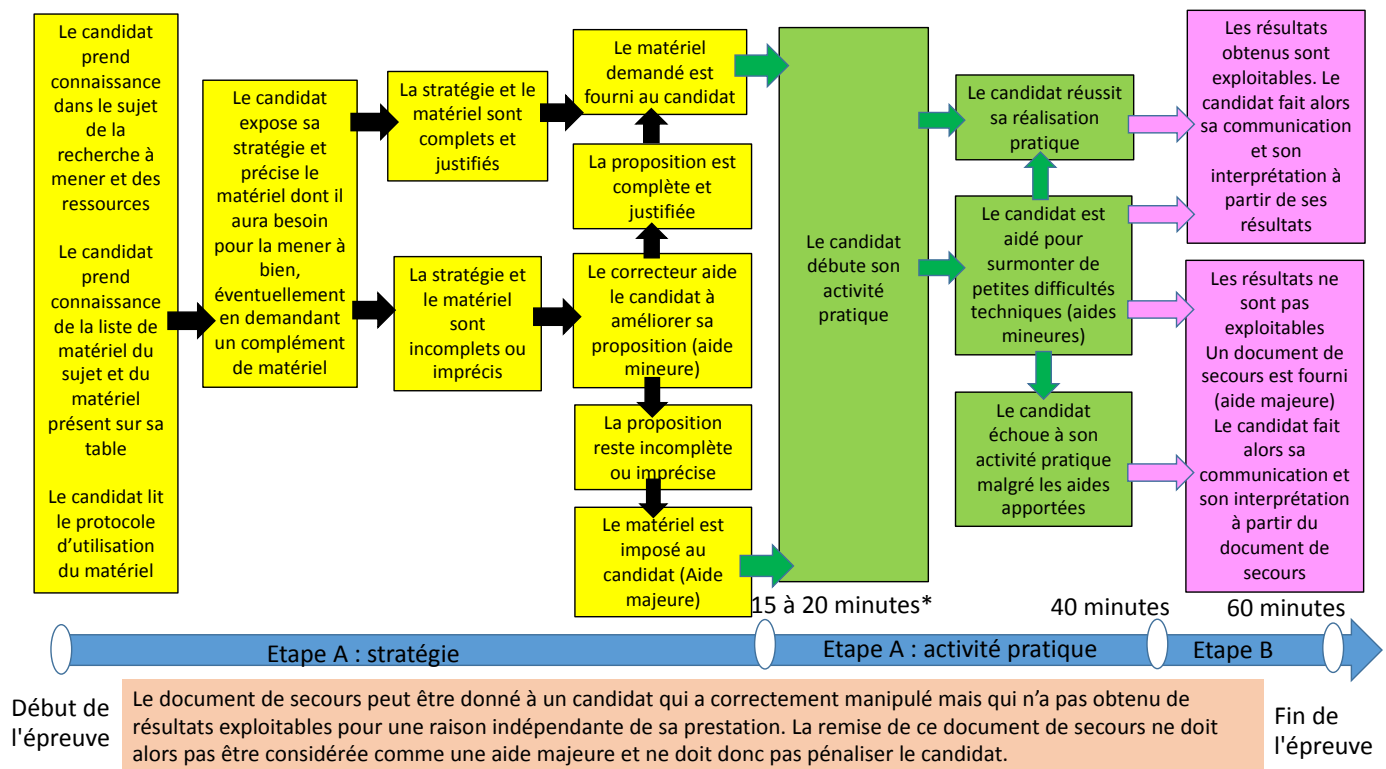 Le candidat
prend
connaissance
dans le sujet
de la
recherche à
mener et des
ressources
Le candidat
prend
connaissance
de la liste de
matériel du
sujet et du
matériel
présent sur sa
table
Le candidat lit
le protocole
d'utilisation
du matériel
Le candidat
expose sa
stratégie et
précise le
matériel dont il
aura besoin
pour la mener à
bien,
éventuellement
en demandant
un complément
de matériel
La stratégie et le
matériel sont
complets et
justifiés
La stratégie et
le matériel
sont
incomplets ou
imprécis
Le matériel
demandé est
fourni au candidat
La proposition est
complète et
justifiée
Le correcteur aide
le candidat à
améliorer sa
proposition (aide
mineure)
La proposition
reste incomplète
ou imprécise
Le matériel est
imposé au
candidat (Aide
majeure)
Le candidat
débute son
activité
pratique
Le candidat réussit
sa réalisation
pratique
Le candidat est
aidé pour
surmonter de
petites difficultés
techniques (aides
mineures)
Le candidat
échoue à son
activité pratique
malgré les aides
apportées
Les résultats
obtenus sont
exploitables. Le
candidat fait alors
sa communication
et son
interprétation à
partir de ses
résultats
Les résultats ne
sont pas
exploitables
Un document de
secours est fourni
(aide majeure)
Le candidat fait
alors sa
communication et
son interprétation
à partir du
document de
secours
15 à 20 minutes*
40 minutes
60 minutes
Etape A : stratégie
Etape A : activité pratique
Etape B
Début de
l'épreuve
Le document de secours peut être donné à un candidat qui a correctement manipulé mais qui n'a pas obtenu de
résultats exploitables pour une raison indépendante de sa prestation. La remise de ce document de secours ne doit
alors pas être considérée comme une aide majeure et ne doit donc pas pénaliser le candidat.
Fin de
l'épreuve